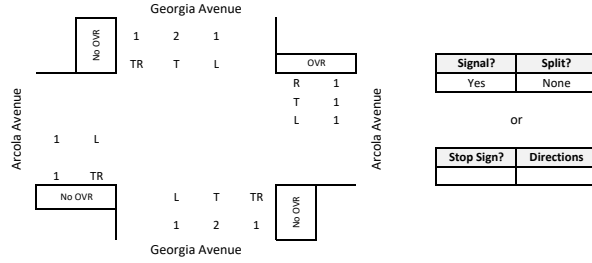 Georgia Avenue
No OVR
1 2 1
TR T L
OVR
R 1
T 1
L 1
Arcola Avenue
Arcola Avenue
1 L
1 TR
No OVR
L T TR
1 2 1
No OVR
Georgia Avenue
Signal? Split?
Yes None
or
Stop Sign? Directions